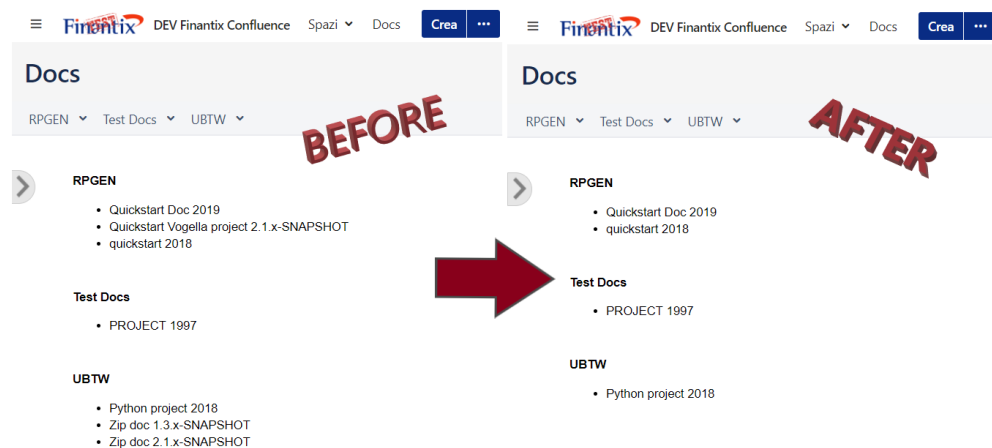 Finantix DEV Finantix Confluence Spazi Docs Crea ...
Docs
RPGEN Test Docs UBTW
BEFORE
RPGEN
• Quickstart Doc 2019
• Quickstart Vogella project 2.1.x-SNAPSHOT
• quickstart 2018
Test Docs
• PROJECT 1997
UBTW
• Python project 2018
• Zip doc 1.3.x-SNAPSHOT
• Zip doc 2.1.x-SNAPSHOT
Finantix DEV Finantix Confluence Spazi Docs Crea ...
Docs
RPGEN Test Docs UBTW
AFTER
RPGEN
• Quickstart Doc 2019
• quickstart 2018
Test Docs
• PROJECT 1997
UBTW
• Python project 2018